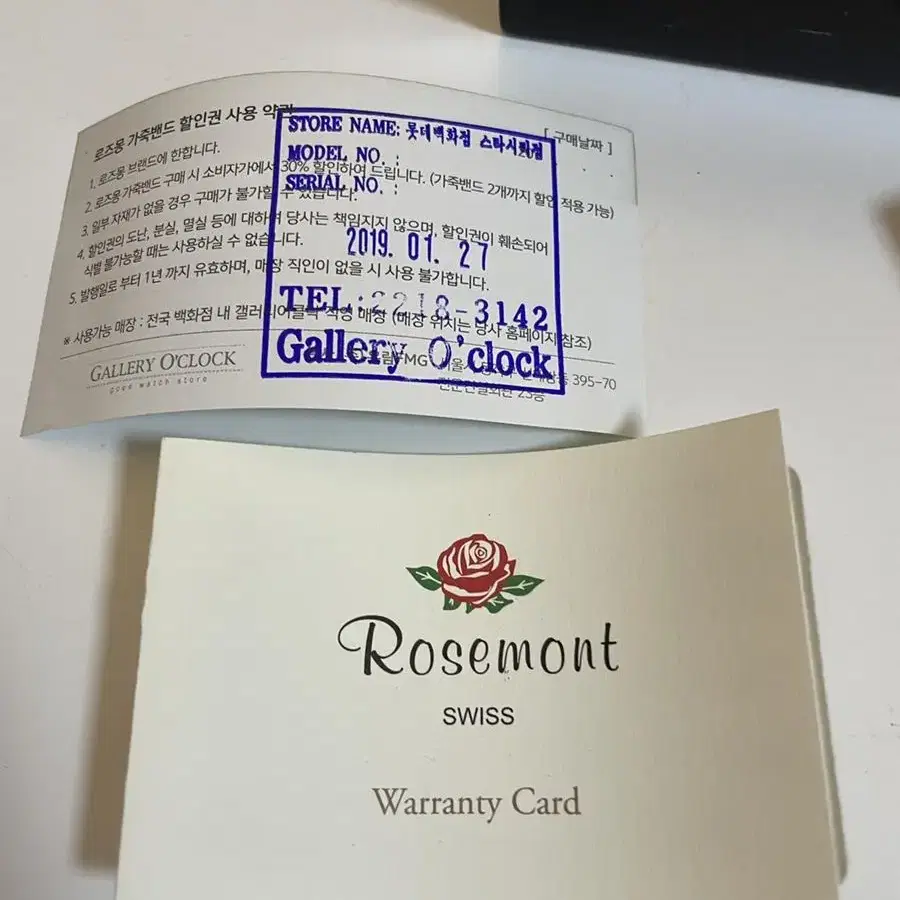 로즈몽 가죽밴드 할인권 사용 약관
[ 구매날짜 ]
1. 로즈몽 브랜드에 한합니다.
2. 로즈몽 가죽밴드 구매 시 소비자가에서 30% 할인하여 드립니다. (가죽밴드 2개까지 할인 적용 가능)
3. 일부 자재가 없을 경우 구매가 불가할 수 있습니다.
4. 할인권의 도난, 분실, 멸실 등에 대하여 당사는 책임지지 않으며, 할인권이 훼손되어
식별 불가능할 때는 사용하실 수 없습니다.
5. 발행일로 부터 1년 까지 유효하며, 매장 직인이 없을 시 사용 불가합니다.
* 사용가능 매장 : 전국 백화점 내 갤러리어클락 직영 매장 (매장 위치는 당사 홈페이지 참조)
GALLERY O'CLOCK
good watch store
FMG 395-70
STORE NAME: 롯데백화점 스타시티점
MODEL NO. :
SERIAL NO. :
2019. 01. 27
TEL: 2218-3142
Gallery O'clock
Rosemont
SWISS
Warranty Card